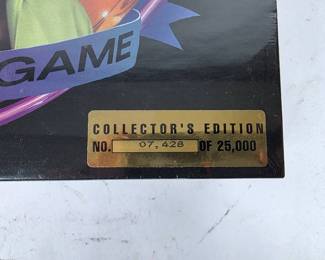 GAME
COLLECTOR'S EDITION
NO. 07,428 OF 25,000